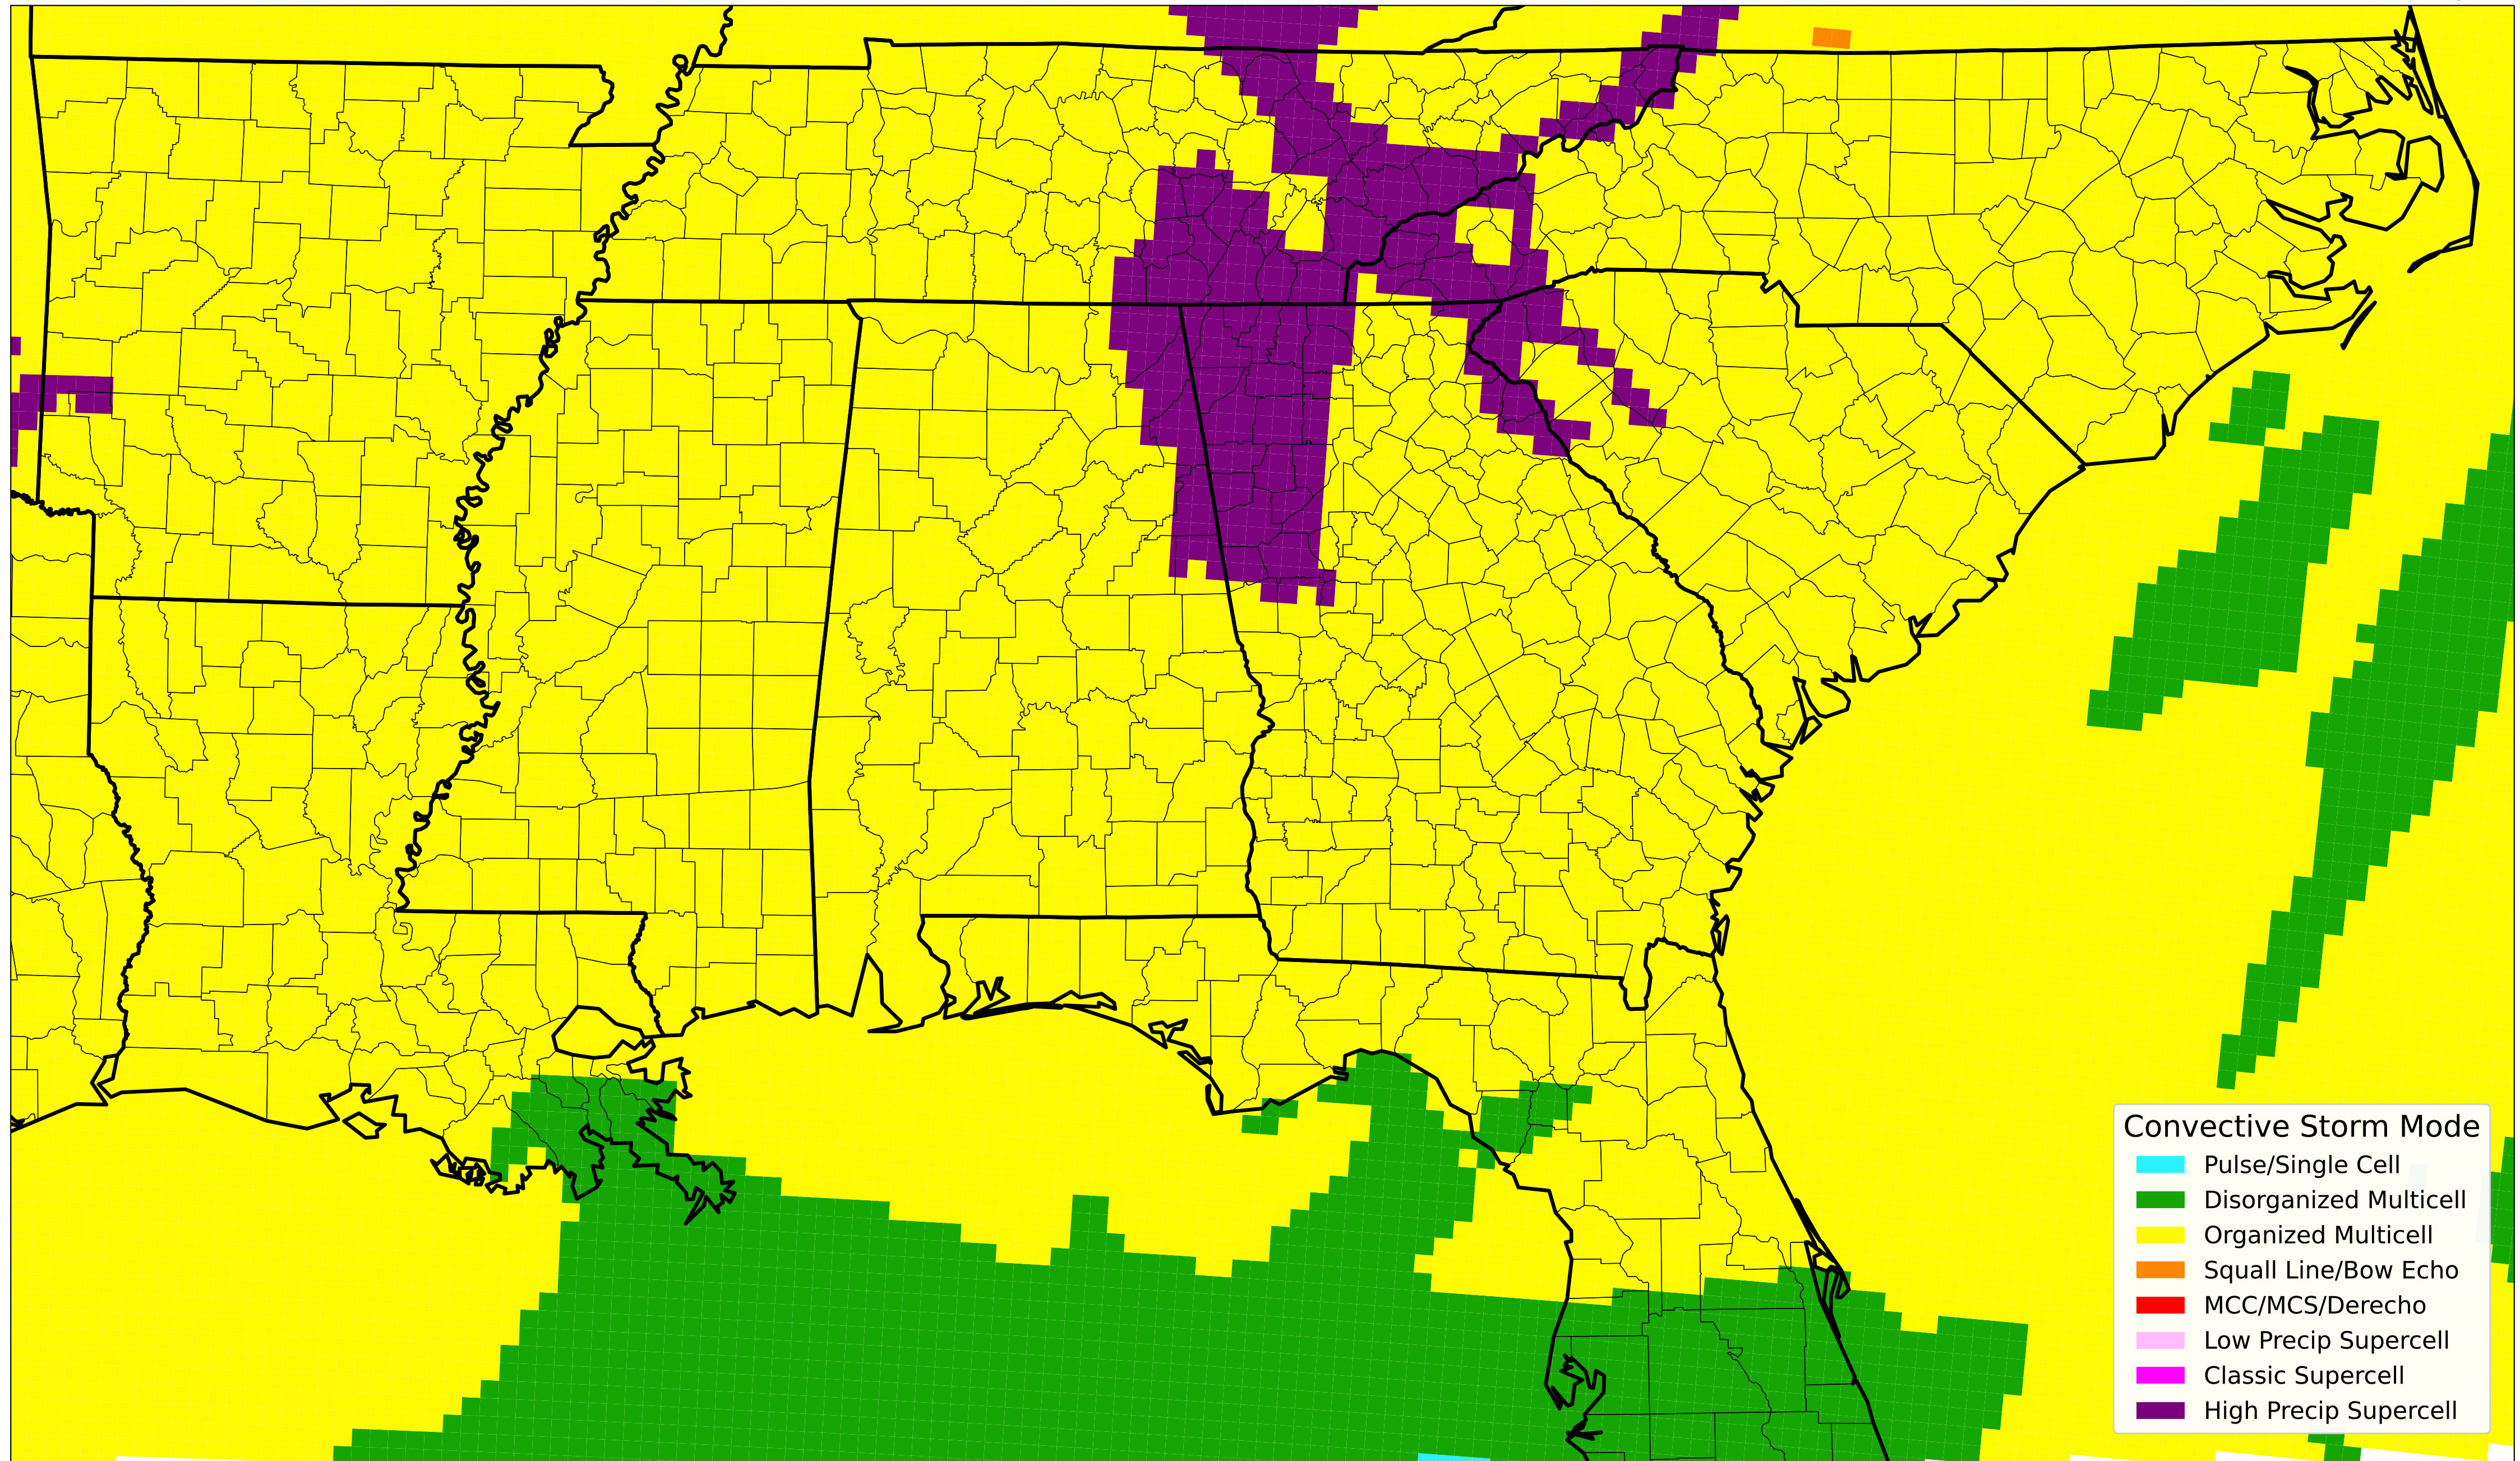 Convective Storm Mode
Pulse/Single Cell
Disorganized Multicell
Organized Multicell
Squall Line/Bow Echo
MCC/MCS/Derecho
Low Precip Supercell
Classic Supercell
High Precip Supercell